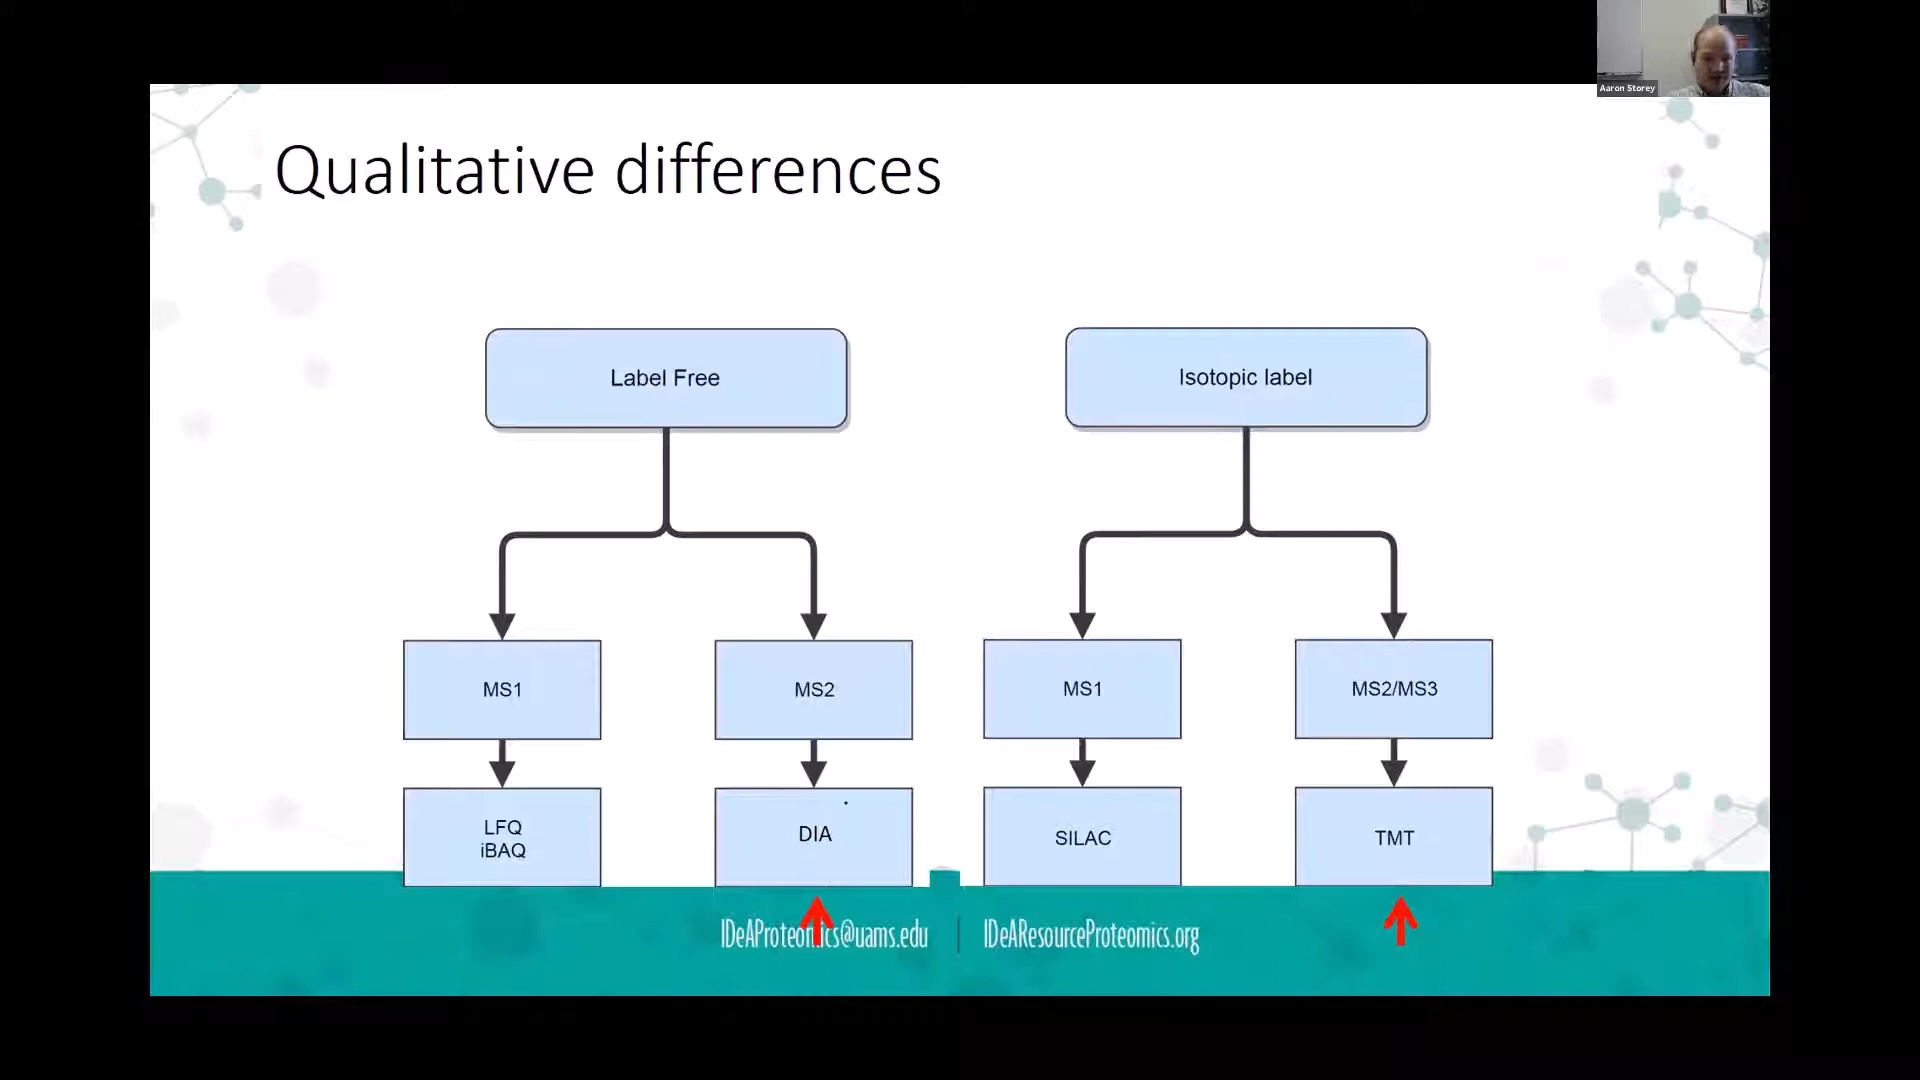 Aaron Storey
Qualitative differences
Label Free
Isotopic label
MS1
MS2
MS1
MS2/MS3
LFQ
iBAQ
DIA
SILAC
TMT
IDeAProteomics@uams.edu
IDeAResourceProteomics.org